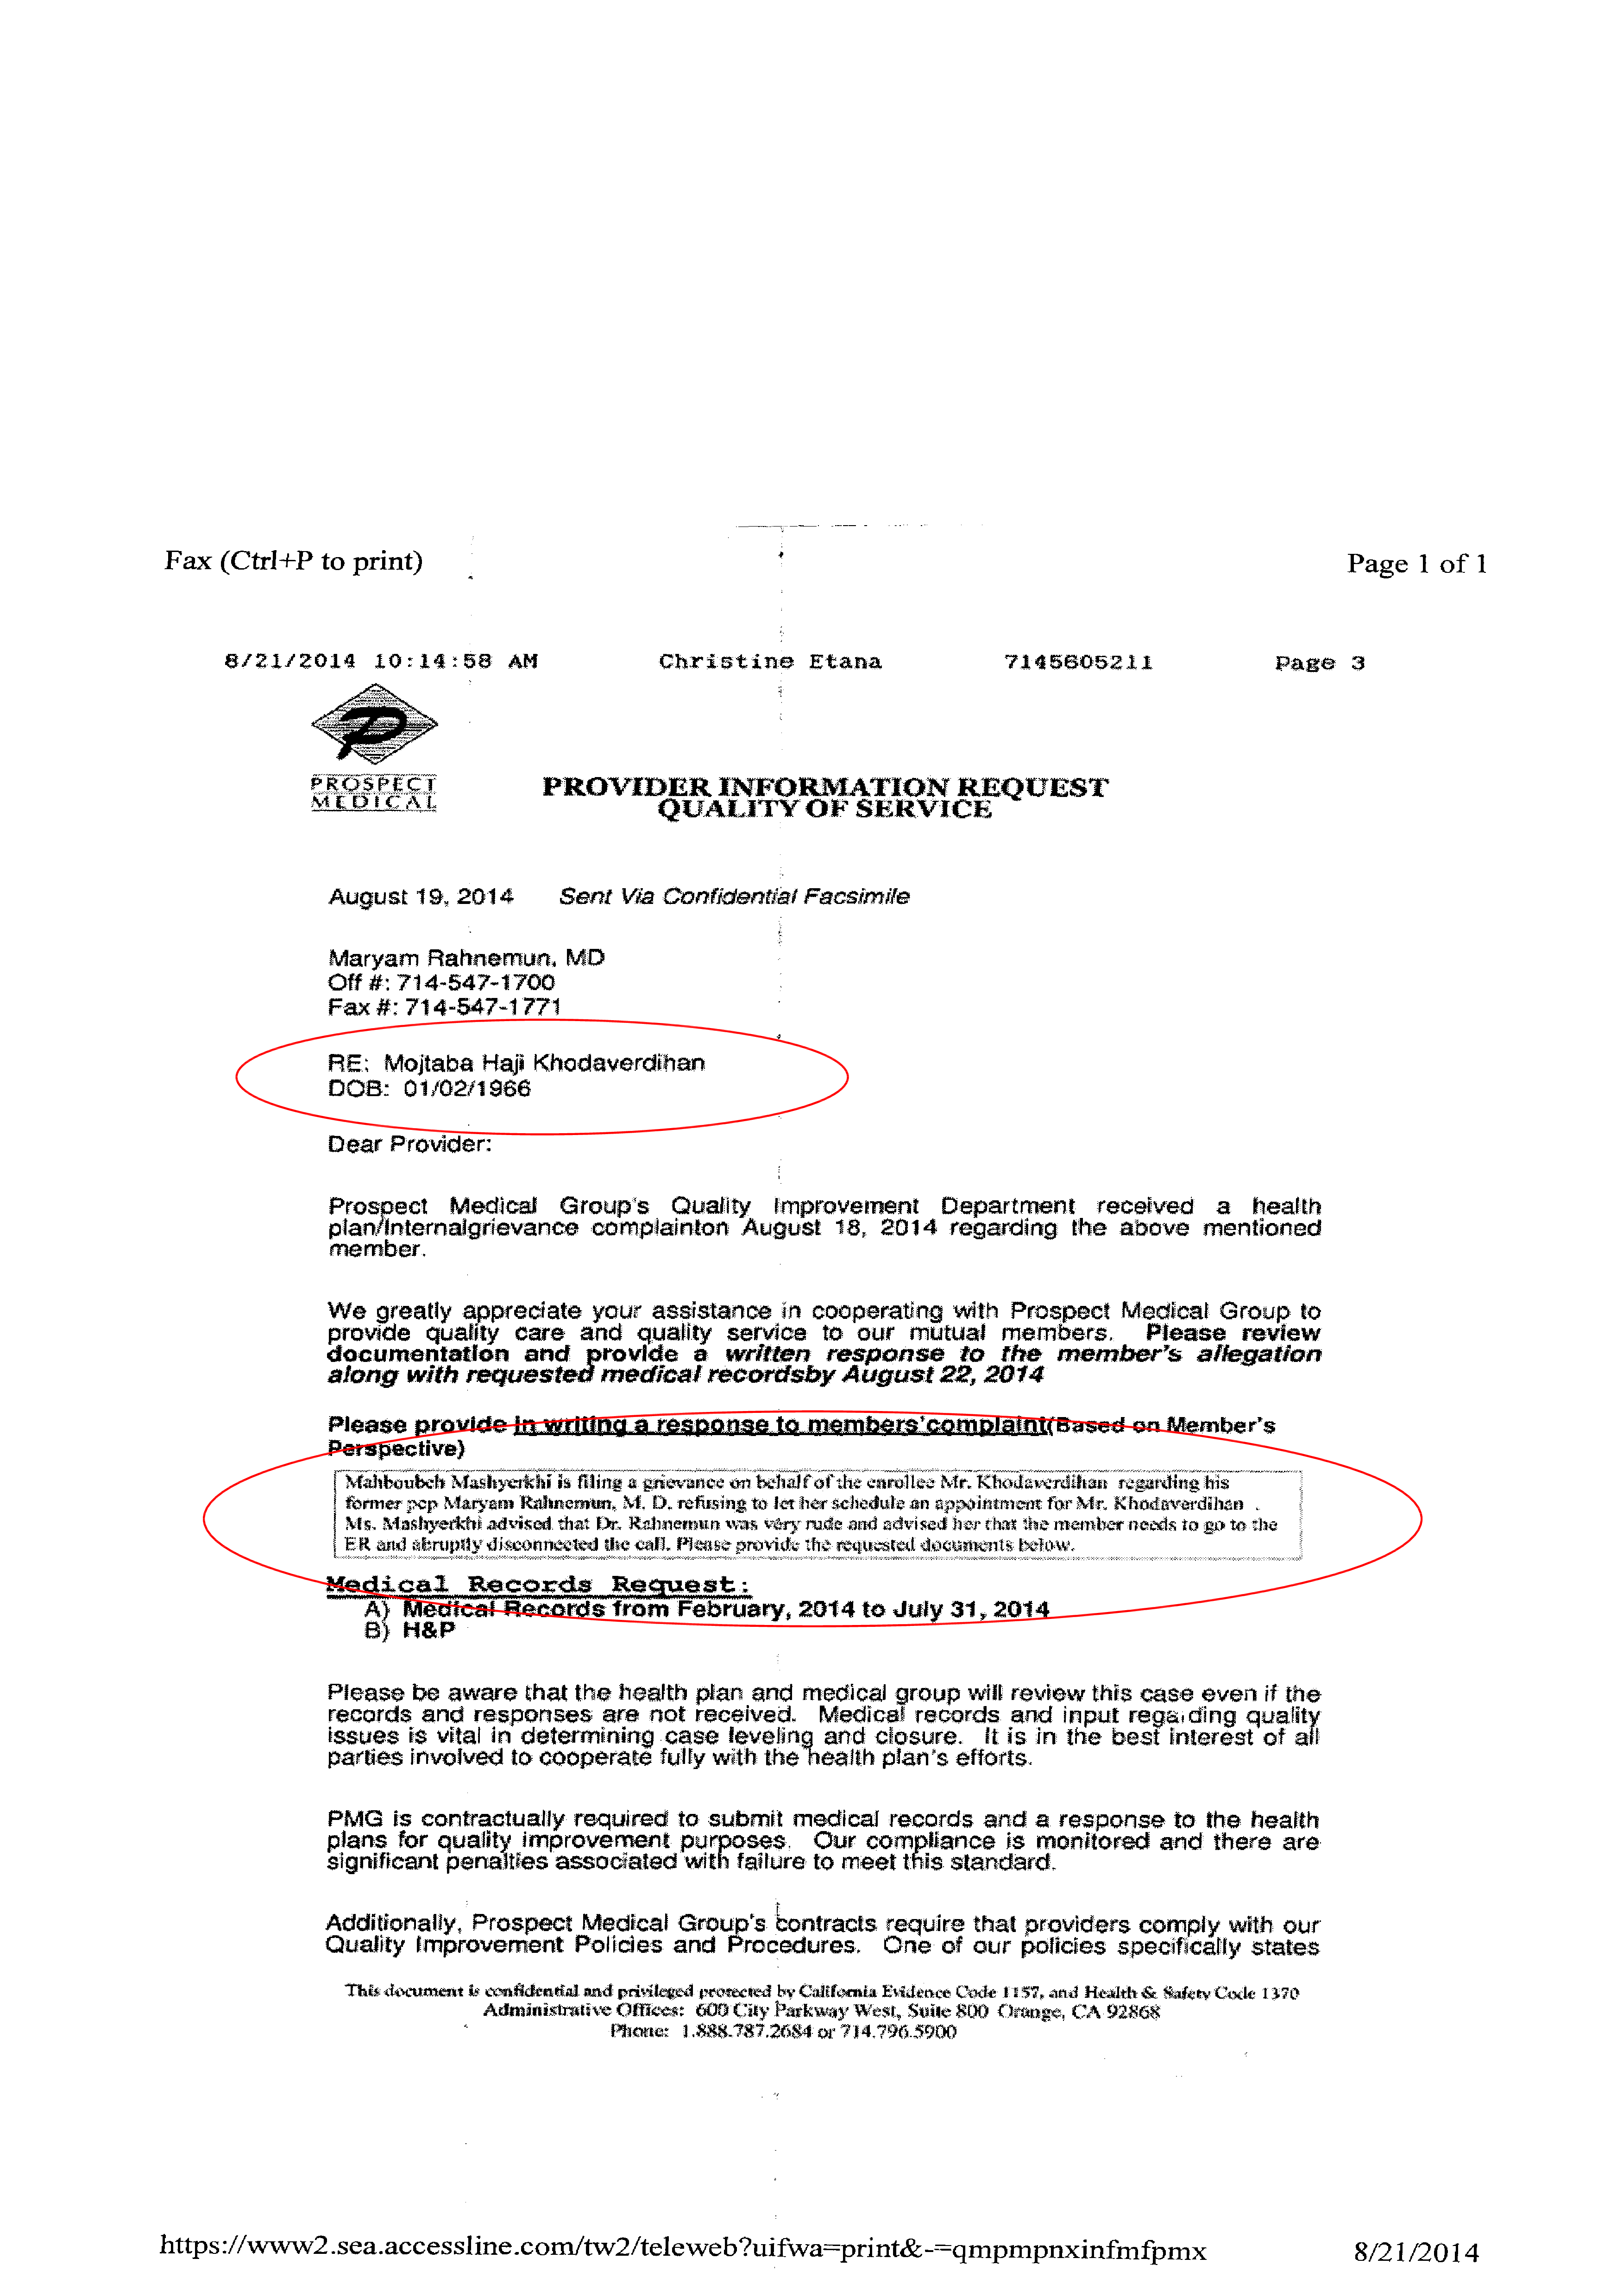 Fax (Ctrl+P to print)
Page 1 of 1
8/21/2014 10:14:58 AM Christine Etana 7145605211 Page 3
P
PROSPECT
MEDICAL
PROVIDER INFORMATION REQUEST
QUALITY OF SERVICE
August 19, 2014 Sent Via Confidential Facsimile
Maryam Rahnemun, MD
Off #: 714-547-1700
Fax #: 714-547-1771
RE: Mojtaba Haji Khodaverdihan
DOB: 01/02/1966
Dear Provider:
Prospect Medical Group's Quality Improvement Department received a health
plan/Internalgrievance complainton August 18, 2014 regarding the above mentioned
member.
We greatly appreciate your assistance in cooperating with Prospect Medical Group to
provide quality care and quality service to our mutual members. Please review
documentation and provide a written response to the member's allegation
along with requested medical recordsby August 22, 2014
Please provide in writing a response to members'complaint(Based on Member's
Perspective)
Mahboubeh Mashyerkhi is filing a grievance on behalf of the enrollee Mr. Khodaverdihan regarding his
former pcp Maryam Rahnemun, M. D. refusing to let her schedule an appointment for Mr. Khodaverdihan .
Ms. Mashyerkhi advised that Dr. Rahnemun was very rude and advised her that the member needs to go to the
ER and abruptly disconnected the call. Please provide the requested documents below.
Medical Records Request:
A) Medical Records from February, 2014 to July 31, 2014
B) H&P
Please be aware that the health plan and medical group will review this case even if the
records and responses are not received. Medical records and input regarding quality
issues is vital in determining case leveling and closure. It is in the best interest of all
parties involved to cooperate fully with the health plan's efforts.
PMG is contractually required to submit medical records and a response to the health
plans for quality improvement purposes. Our compliance is monitored and there are
significant penalties associated with failure to meet this standard.
Additionally, Prospect Medical Group's contracts require that providers comply with our
Quality Improvement Policies and Procedures. One of our policies specifically states
This document is confidential and privileged protected by California Evidence Code 1157, and Health & Safety Code 1370
Administrative Offices: 600 City Parkway West, Suite 800 Orange, CA 92868
Phone: 1.888.787.2684 or 714.796.5900
https://www2.sea.accessline.com/tw2/teleweb?uifwa=print&-=qmpmpnxinfmfpmx
8/21/2014